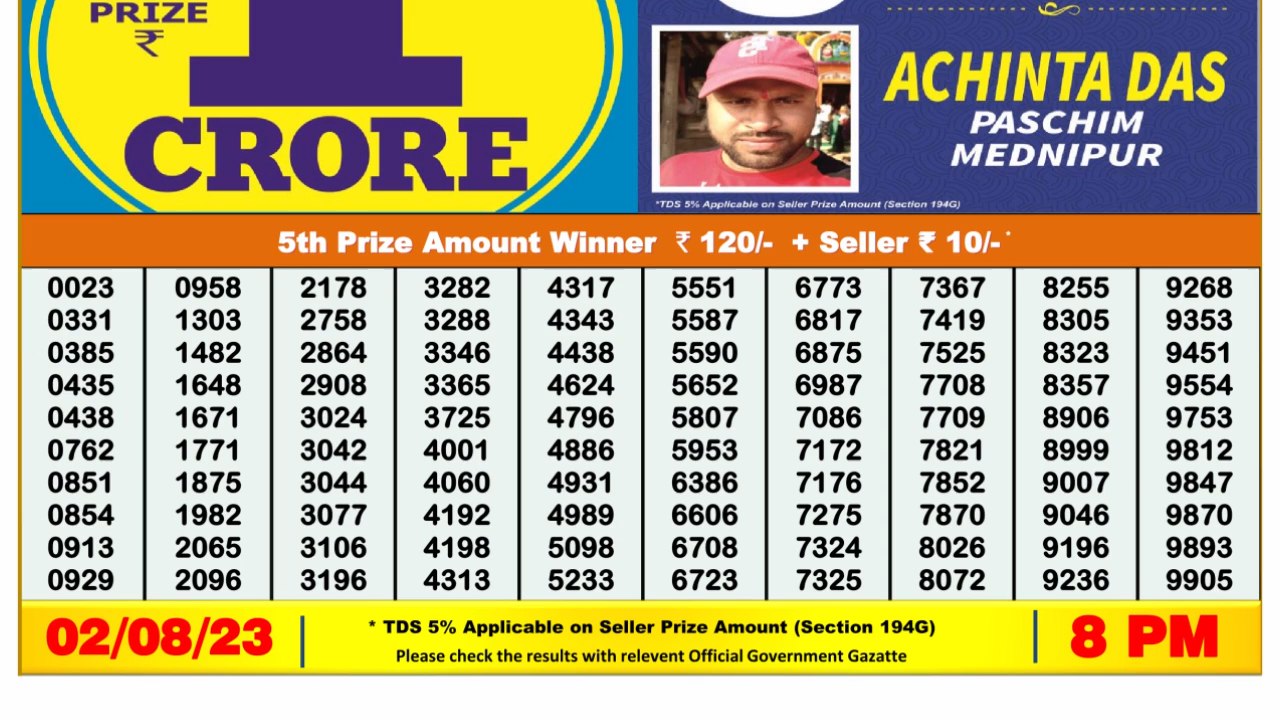 PRIZE
₹
1
CRORE
ACHINTA DAS
PASCHIM
MEDNIPUR
*TDS 5% Applicable on Seller Prize Amount (Section 194G)
5th Prize Amount Winner ₹ 120/- + Seller ₹ 10/-*
0023 0958 2178 3282 4317 5551 6773 7367 8255 9268
0331 1303 2758 3288 4343 5587 6817 7419 8305 9353
0385 1482 2864 3346 4438 5590 6875 7525 8323 9451
0435 1648 2908 3365 4624 5652 6987 7708 8357 9554
0438 1671 3024 3725 4796 5807 7086 7709 8906 9753
0762 1771 3042 4001 4886 5953 7172 7821 8999 9812
0851 1875 3044 4060 4931 6386 7176 7852 9007 9847
0854 1982 3077 4192 4989 6606 7275 7870 9046 9870
0913 2065 3106 4198 5098 6708 7324 8026 9196 9893
0929 2096 3196 4313 5233 6723 7325 8072 9236 9905
02/08/23
* TDS 5% Applicable on Seller Prize Amount (Section 194G)
Please check the results with relevent Official Government Gazatte
8 PM